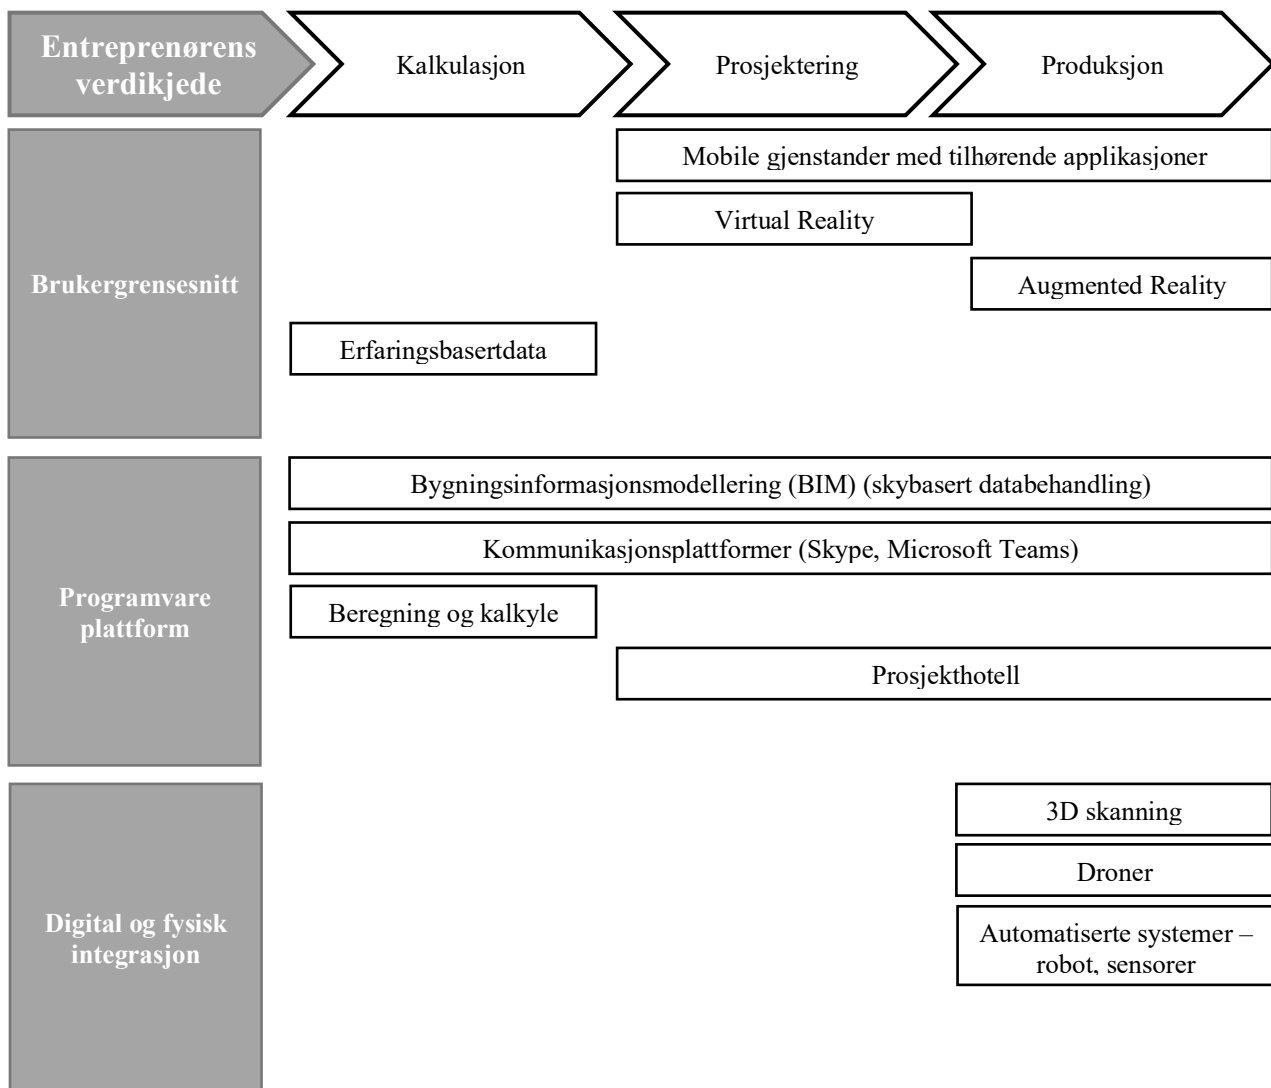 Entreprenørens
verdikjede
Kalkulasjon
Prosjektering
Produksjon
Brukergrensesnitt
Mobile gjenstander med tilhørende applikasjoner
Virtual Reality
Augmented Reality
Erfaringsbasertdata
Programvare
plattform
Bygningsinformasjonsmodellering (BIM) (skybasert databehandling)
Kommunikasjonsplattformer (Skype, Microsoft Teams)
Beregning og kalkyle
Prosjekthotell
Digital og fysisk
integrasjon
3D skanning
Droner
Automatiserte systemer –
robot, sensorer